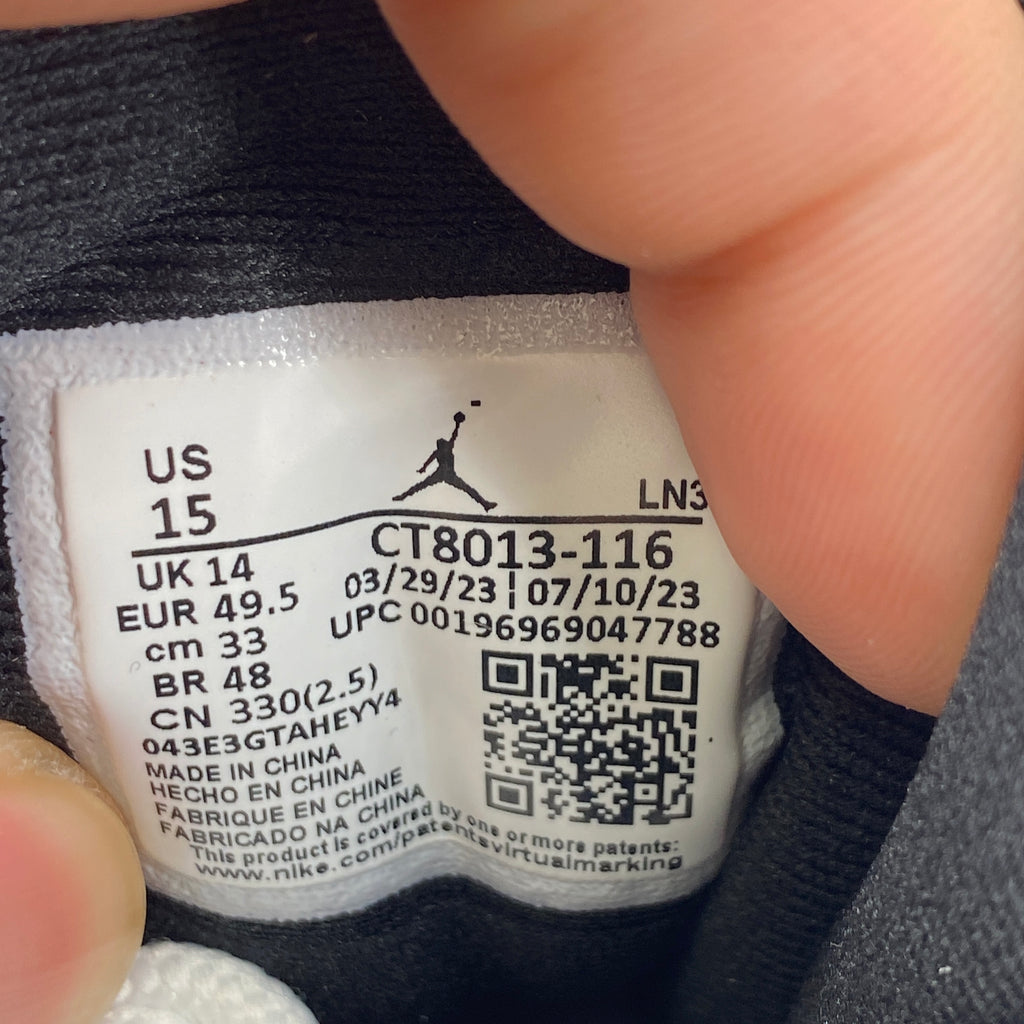 US
15
LN3
UK 14
EUR 49.5
cm 33
BR 48
CN 330(2.5)
043E3GTAHEYY4
CT8013-116
03/29/23 ¦ 07/10/23
UPC 00196969047788
MADE IN CHINA
HECHO EN CHINA
FABRIQUE EN CHINE
FABRICADO NA CHINA
This product is covered by one or more patents:
www.nike.com/patentsvirtualmarking